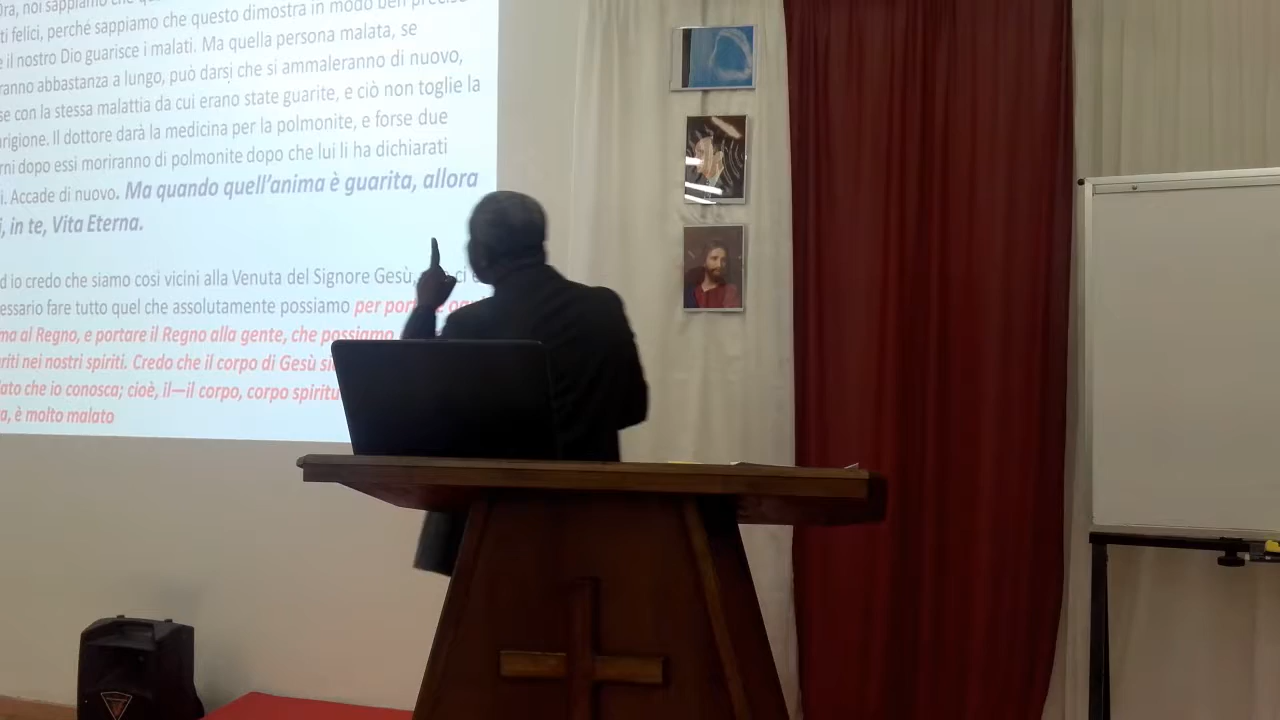 Ora, noi sappiamo che
ti felici, perché sappiamo che questo dimostra in modo ben preciso
e il nostro Dio guarisce i malati. Ma quella persona malata, se
ranno abbastanza a lungo, può darsi che si ammaleranno di nuovo,
se con la stessa malattia da cui erano state guarite, e ciò non toglie la
arigione. Il dottore darà la medicina per la polmonite, e forse due
rni dopo essi moriranno di polmonite dopo che lui li ha dichiarati
i. Accade di nuovo. Ma quando quell'anima è guarita, allora
i, in te, Vita Eterna.
d io credo che siamo così vicini alla Venuta del Signore Gesù, ci
essario fare tutto quel che assolutamente possiamo per
ma al Regno, e portare il Regno alla gente, che possiamo
riti nei nostri spiriti. Credo che il corpo di Gesù
lato che io conosca; cioè, il—il corpo, corpo
a, è molto malato